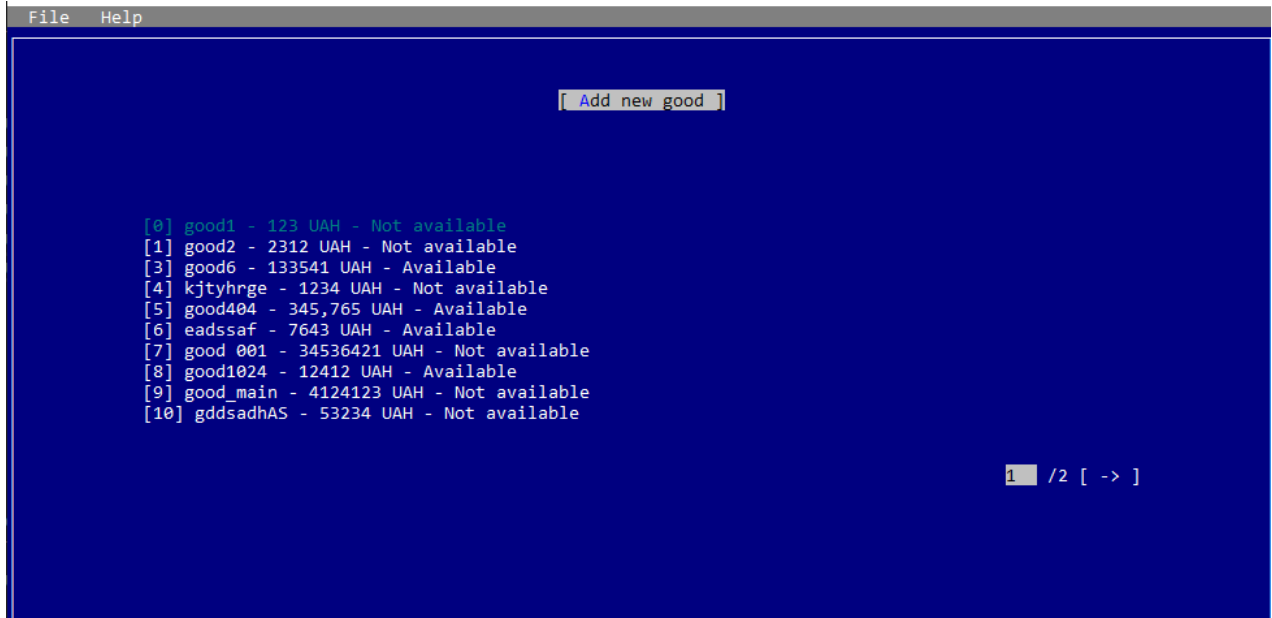 File Help
[ Add new good ]
[0] good1 - 123 UAH - Not available
[1] good2 - 2312 UAH - Not available
[3] good6 - 133541 UAH - Available
[4] kjtyhrge - 1234 UAH - Not available
[5] good404 - 345,765 UAH - Available
[6] eadssaf - 7643 UAH - Available
[7] good 001 - 34536421 UAH - Not available
[8] good1024 - 12412 UAH - Available
[9] good_main - 4124123 UAH - Not available
[10] gddsadhAS - 53234 UAH - Not available
1 /2 [ -> ]